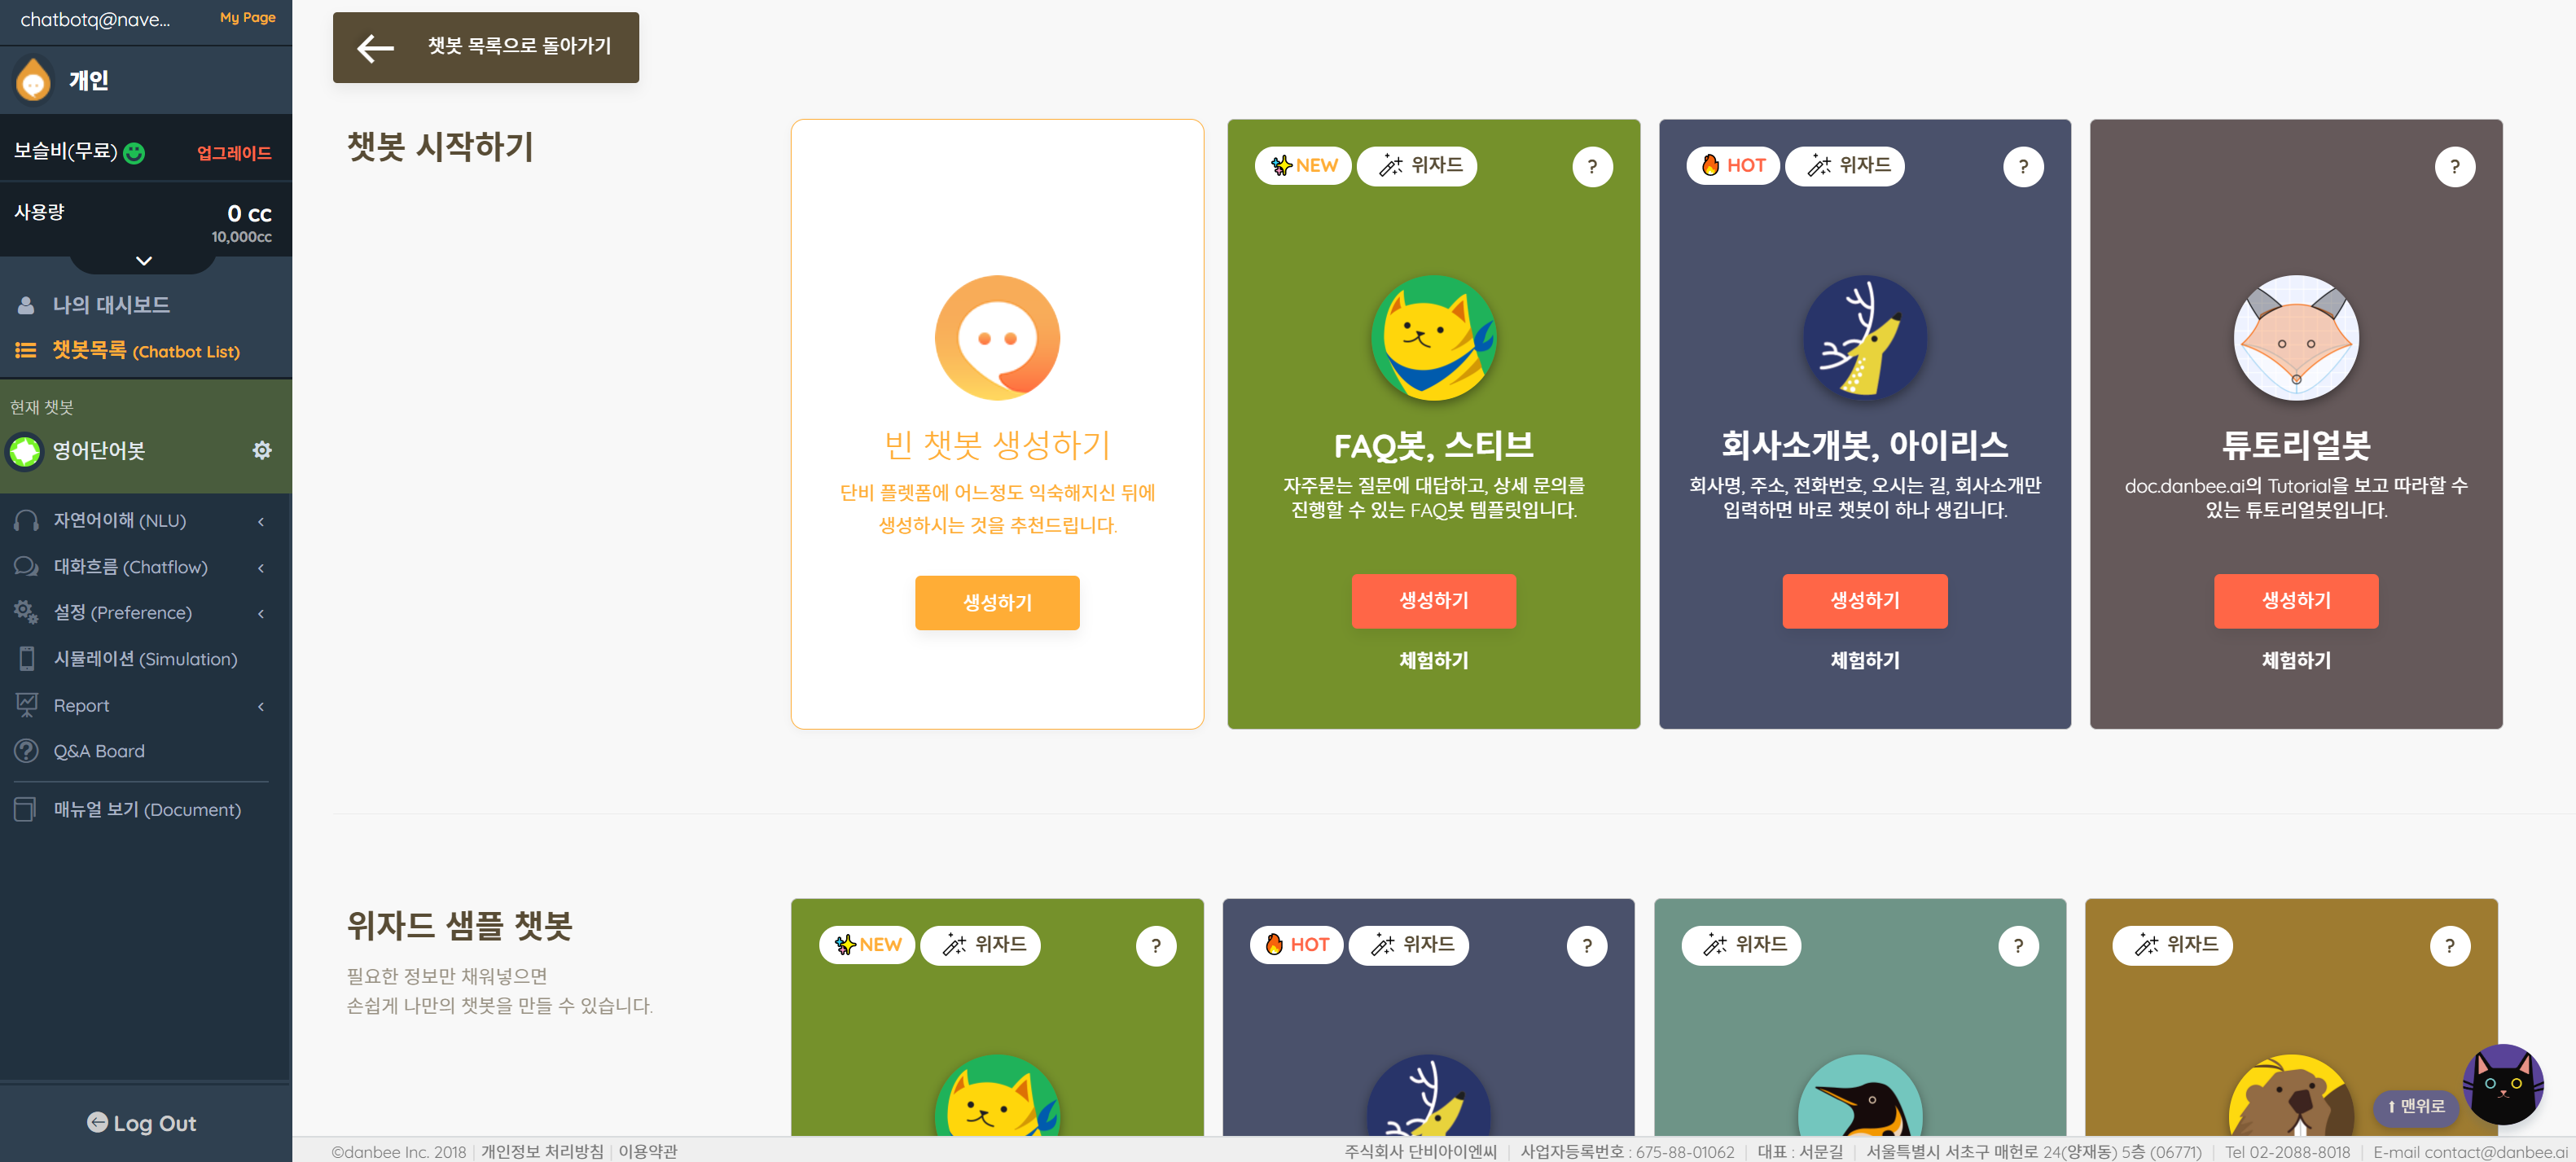 chatbotq@nave...
My Page
개인
보슬비(무료)
업그레이드
사용량
0 cc
10,000cc
나의 대시보드
챗봇목록 (Chatbot List)
현재 챗봇
영어단어봇
자연어이해 (NLU)
대화흐름 (Chatflow)
설정 (Preference)
시뮬레이션 (Simulation)
Report
Q&A Board
매뉴얼 보기 (Document)
Log Out
챗봇 목록으로 돌아가기
챗봇 시작하기
빈 챗봇 생성하기
단비 플렛폼에 어느정도 익숙해지신 뒤에
생성하시는 것을 추천드립니다.
생성하기
NEW
위자드
?
FAQ봇, 스티브
자주묻는 질문에 대답하고, 상세 문의를
진행할 수 있는 FAQ봇 템플릿입니다.
생성하기
체험하기
HOT
위자드
?
회사소개봇, 아이리스
회사명, 주소, 전화번호, 오시는 길, 회사소개만
입력하면 바로 챗봇이 하나 생깁니다.
생성하기
체험하기
?
튜토리얼봇
doc.danbee.ai의 Tutorial을 보고 따라할 수
있는 튜토리얼봇입니다.
생성하기
체험하기
위자드 샘플 챗봇
필요한 정보만 채워넣으면
손쉽게 나만의 챗봇을 만들 수 있습니다.
NEW
위자드
?
HOT
위자드
?
위자드
?
위자드
?
↑ 맨위로
©danbee Inc. 2018 | 개인정보 처리방침 | 이용약관
주식회사 단비아이엔씨 | 사업자등록번호 : 675-88-01062 | 대표 : 서문길 | 서울특별시 서초구 매헌로 24(양재동) 5층 (06771) | Tel 02-2088-8018 | E-mail contact@danbee.ai